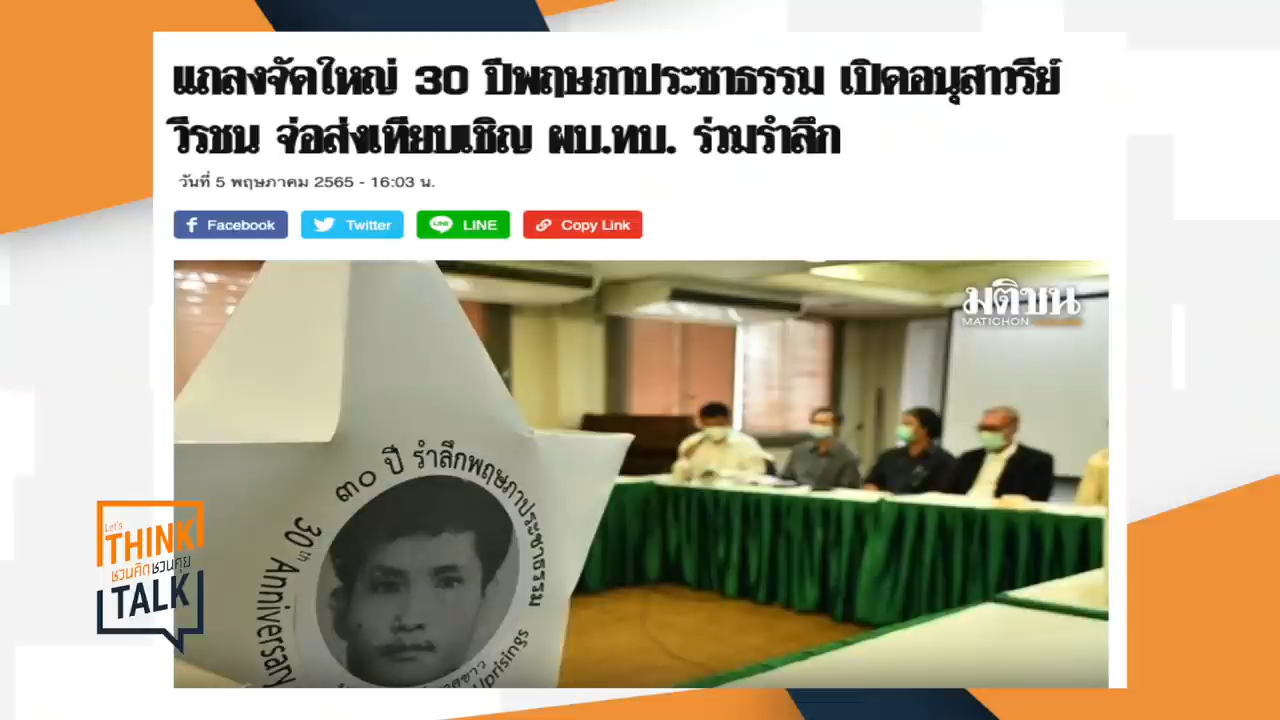 แถลงจัดใหญ่ 30 ปีพฤษภาประชาธรรม เปิดอนุสาวรีย์
วีรชน จ่อส่งเทียบเชิญ ผบ.ทบ. ร่วมรำลึก
วันที่ 5 พฤษภาคม 2565 - 16:03 น.
Facebook
Twitter
LINE
LINE
Copy Link
มติชน
MATICHON
๓๐ ปี รำลึกพฤษภาประชาธรรม
30th Anniversary
Uprisings
Let's
THINK
ชวนคิดชวนคุย
TALK